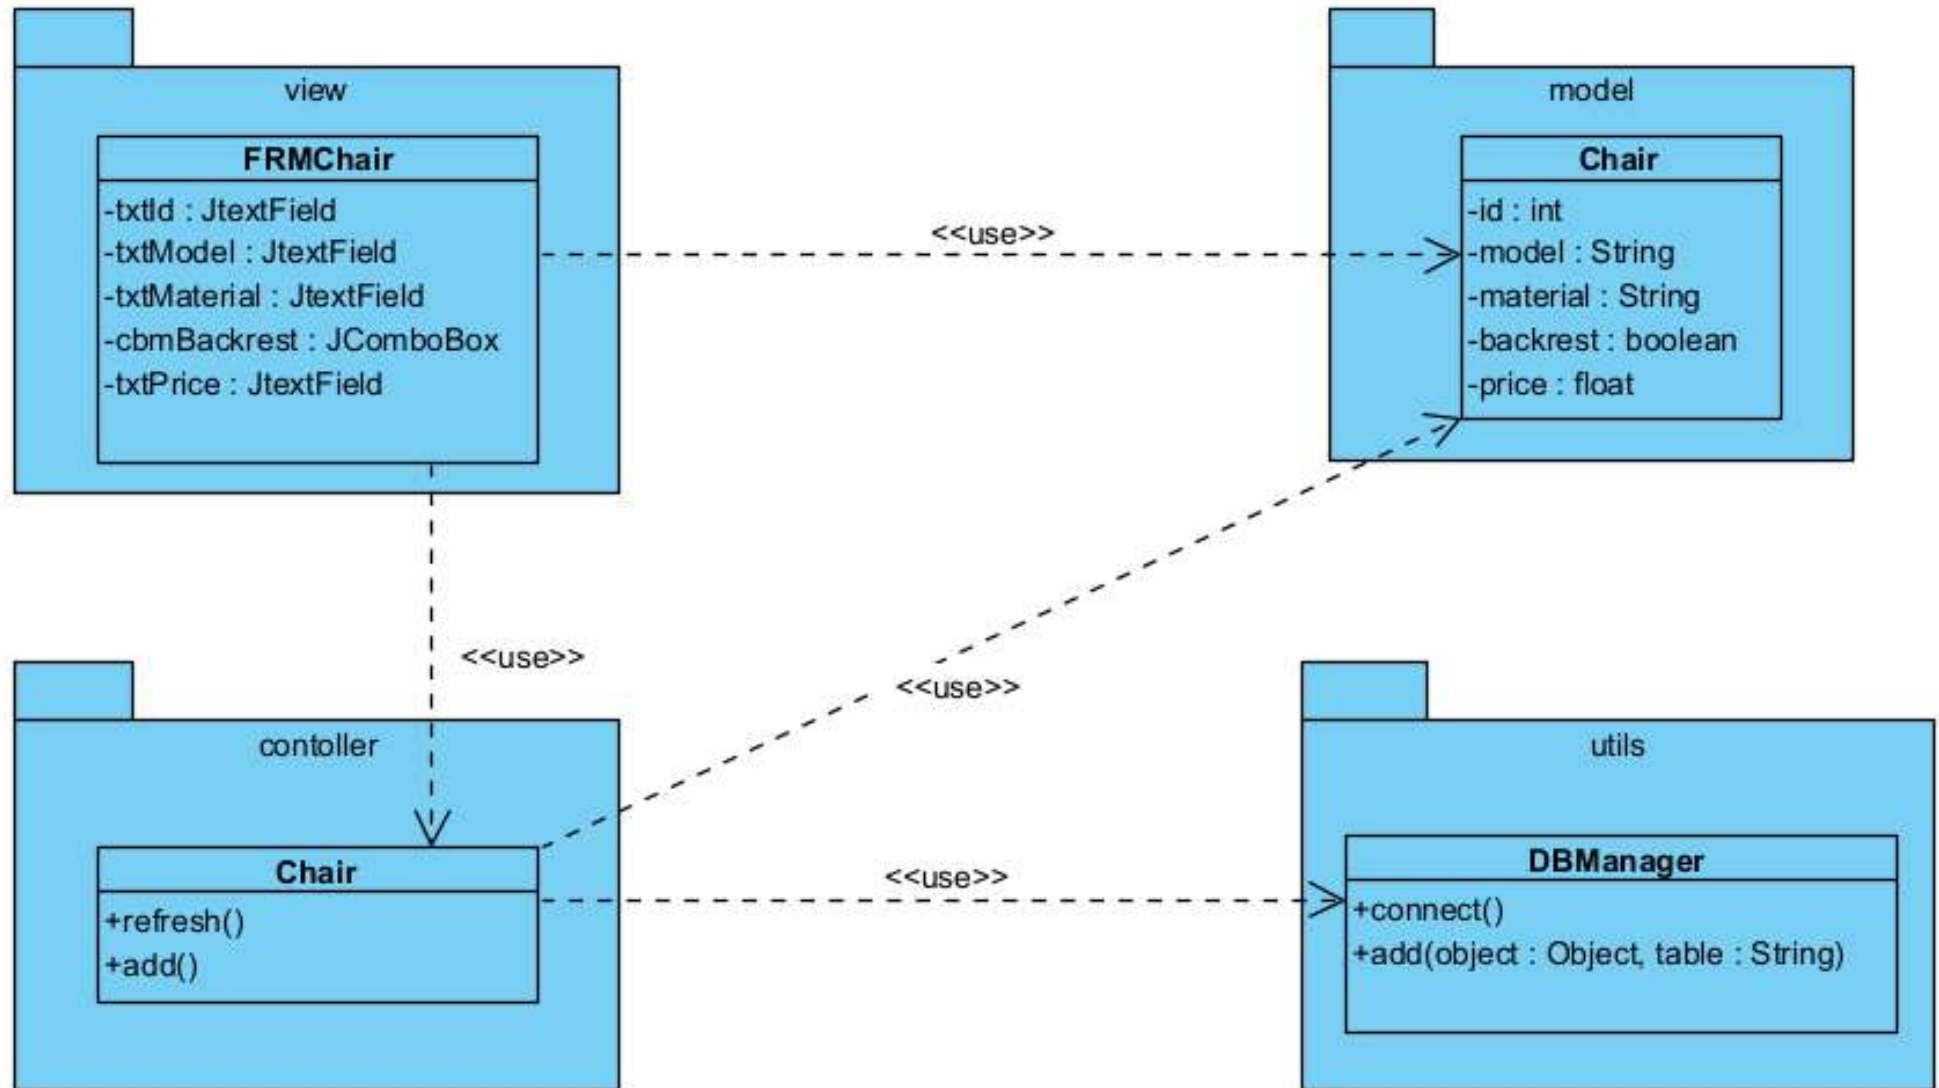 view
FRMChair
-txtId : JtextField
-txtModel : JtextField
-txtMaterial : JtextField
-cbmBackrest : JComboBox
-txtPrice : JtextField
<<use>>
model
Chair
-id : int
-model : String
-material : String
-backrest : boolean
-price : float
<<use>>
<<use>>
contoller
Chair
+refresh()
+add()
<<use>>
utils
DBManager
+connect()
+add(object : Object, table : String)